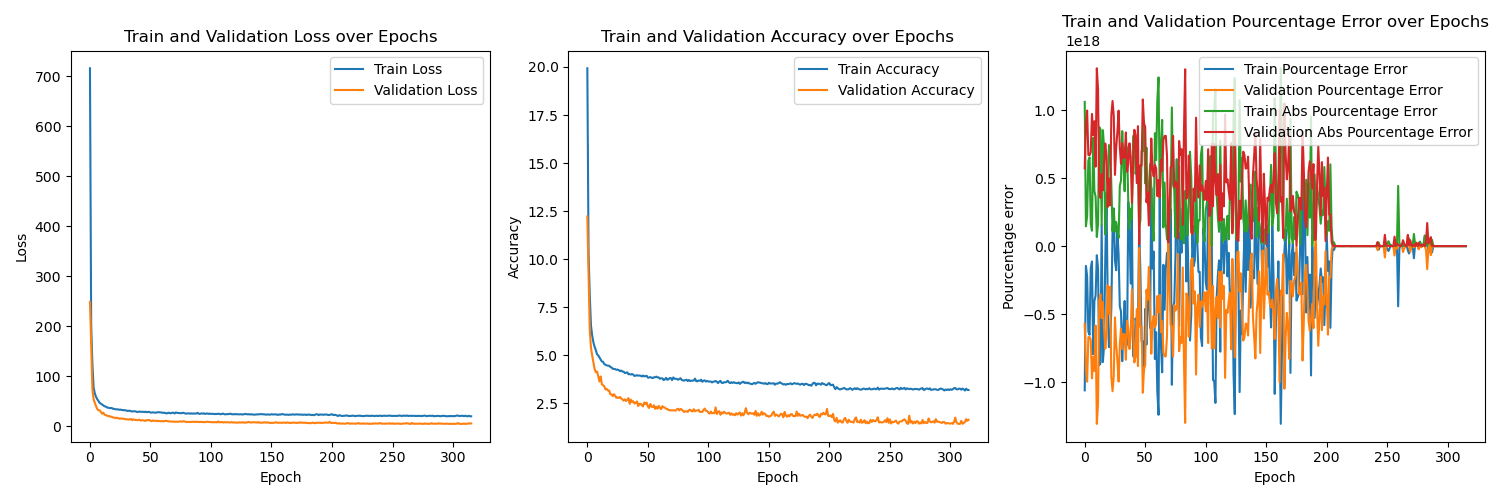 Train and Validation Loss over Epochs
700
600
500
400
300
200
100
0
0 50 100 150 200 250 300
Loss
Epoch
Train Loss
Validation Loss
Train and Validation Accuracy over Epochs
20.0
17.5
15.0
12.5
10.0
7.5
5.0
2.5
0 50 100 150 200 250 300
Accuracy
Epoch
Train Accuracy
Validation Accuracy
Train and Validation Pourcentage Error over Epochs
1e18
1.0
0.5
0.0
−0.5
−1.0
0 50 100 150 200 250 300
Pourcentage error
Epoch
Train Pourcentage Error
Validation Pourcentage Error
Train Abs Pourcentage Error
Validation Abs Pourcentage Error